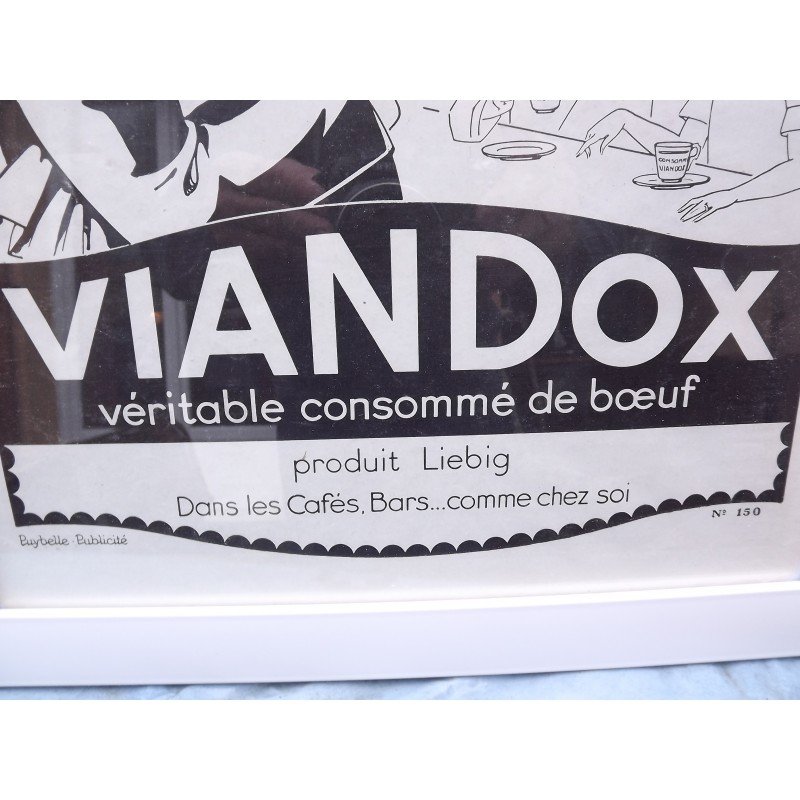 CONSOMMÉ
VIANDOX
VIANDOX
véritable consommé de bœuf
produit Liebig
Dans les Cafés, Bars...comme chez soi
Nº 150
Puybelle-Publicité